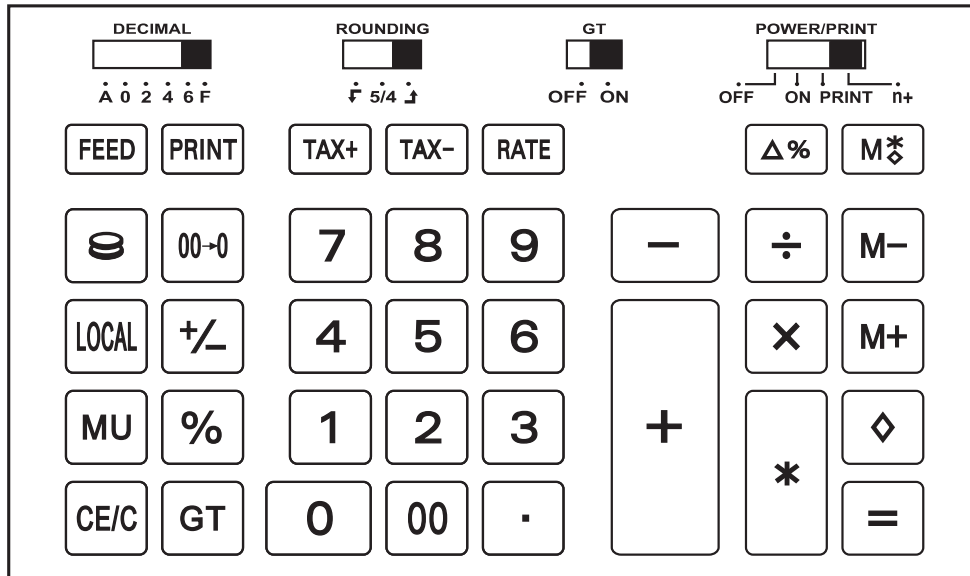 DECIMAL ROUNDING GT POWER/PRINT
A 0 2 4 6 F 5/4 OFF ON OFF ON PRINT n+
FEED PRINT TAX+ TAX− RATE △% M*◇
00→0 7 8 9 − ÷ M−
LOCAL +/− 4 5 6 × M+
MU % 1 2 3 + * ◇
CE/C GT 0 00 · =